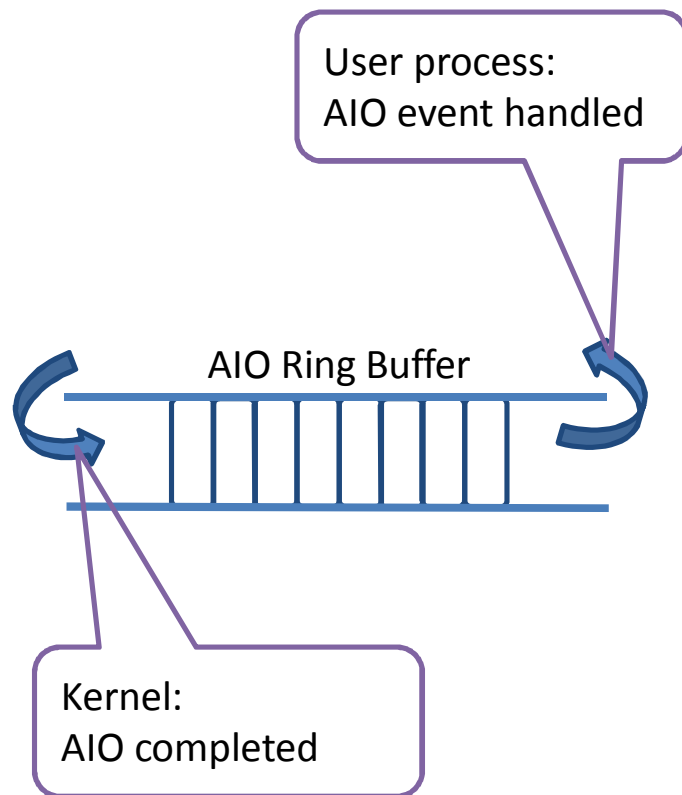 User process:
AIO event handled
AIO Ring Buffer
Kernel:
AIO completed